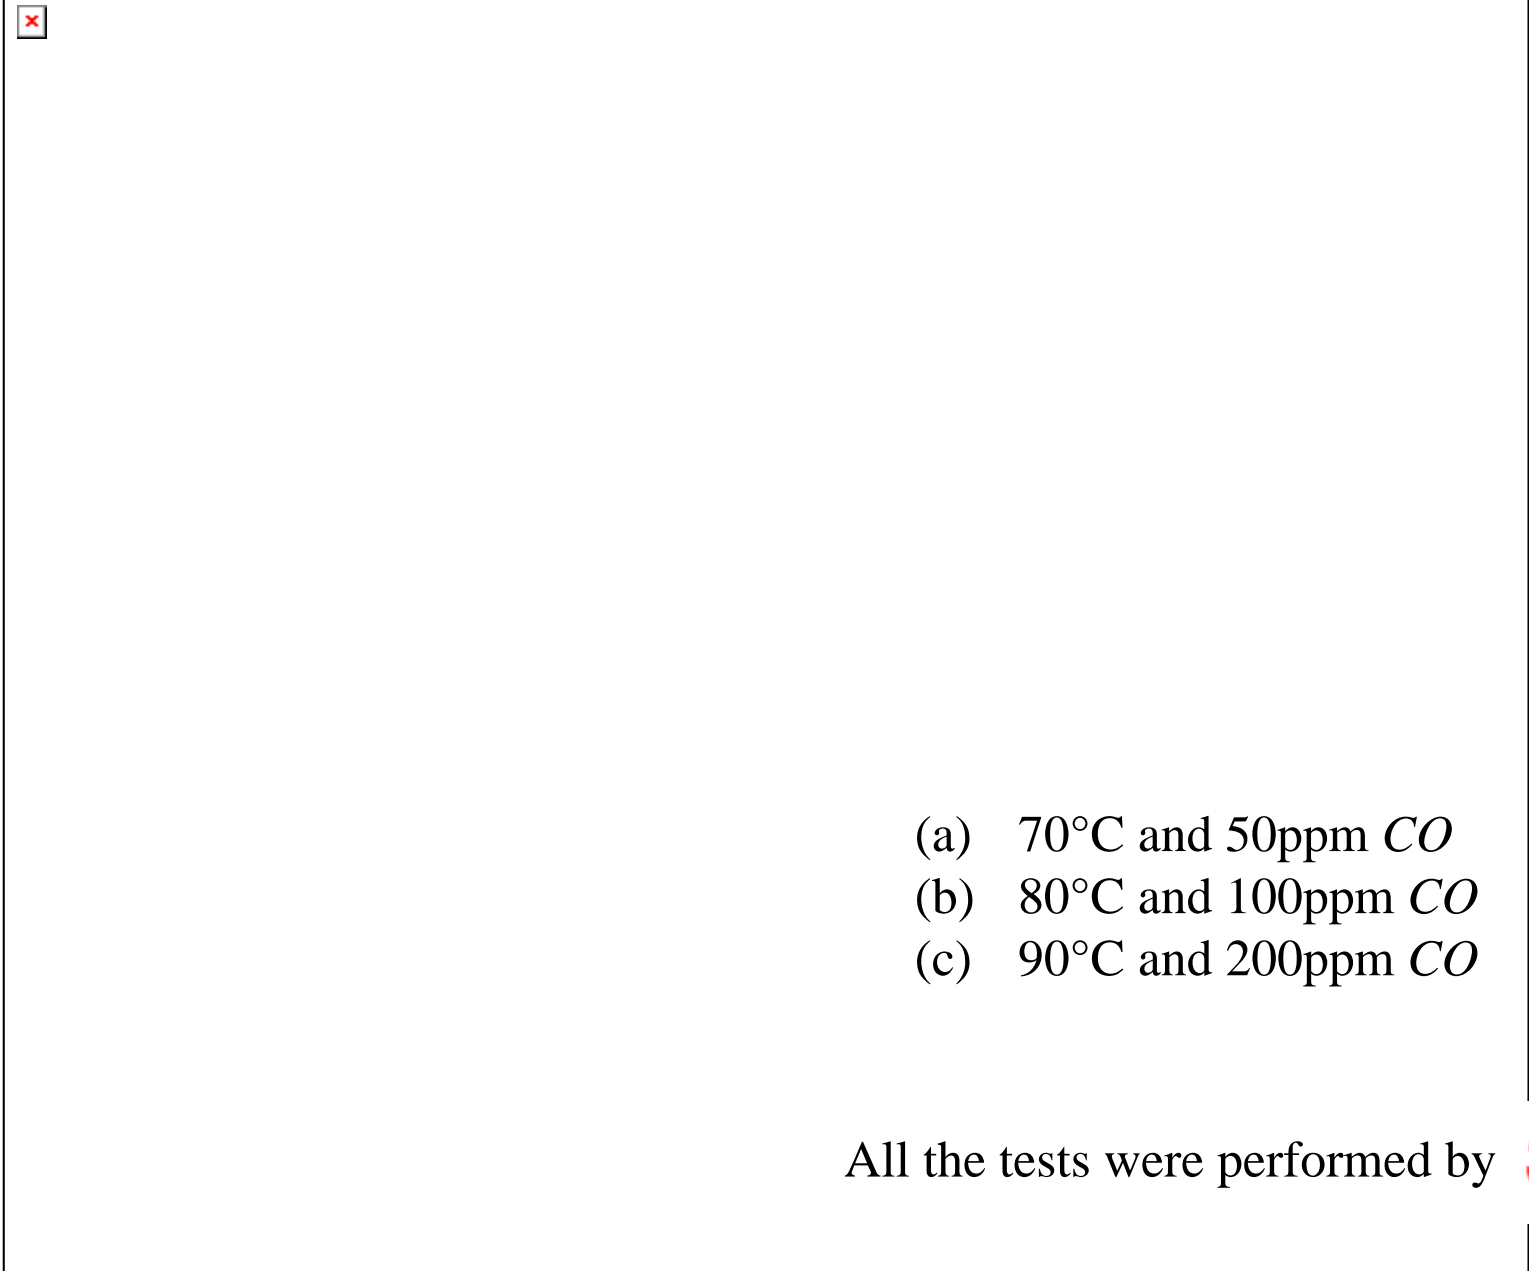 (a) 70°C and 50ppm CO
(b) 80°C and 100ppm CO
(c) 90°C and 200ppm CO
All the tests were performed by